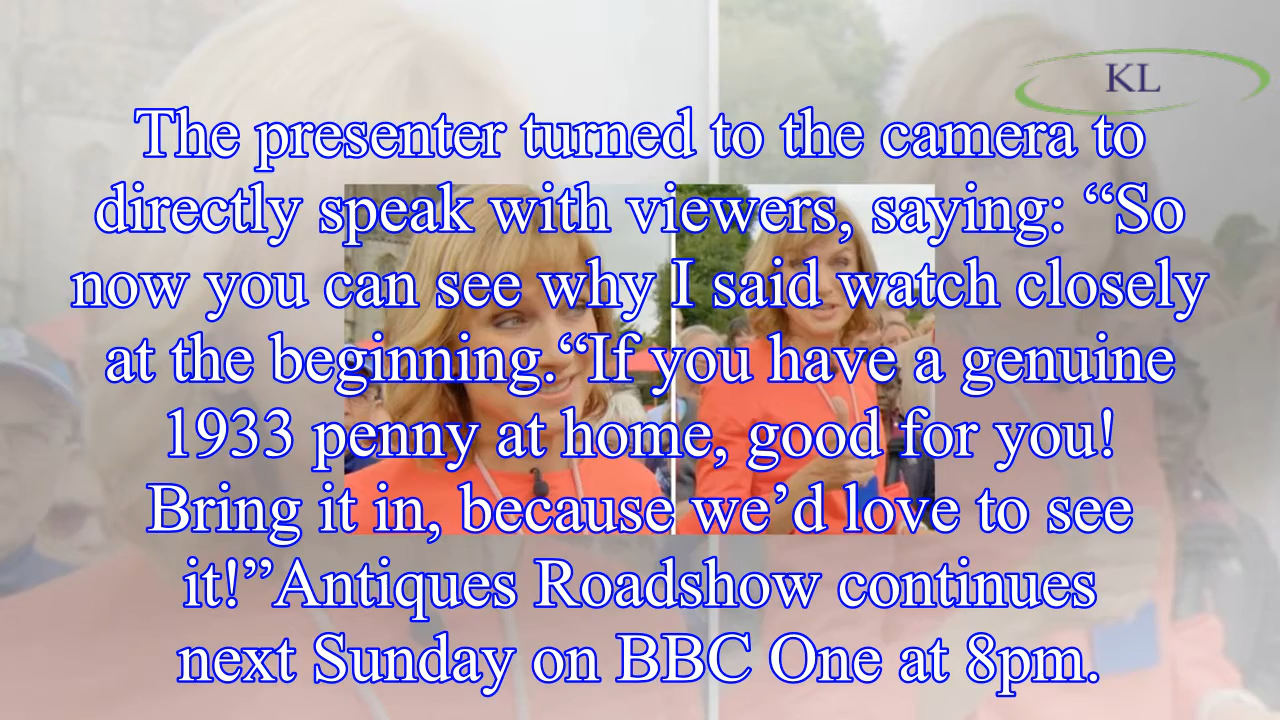 KL
The presenter turned to the camera to
directly speak with viewers, saying: “So
now you can see why I said watch closely
at the beginning.“If you have a genuine
1933 penny at home, good for you!
Bring it in, because we’d love to see
it!”Antiques Roadshow continues
next Sunday on BBC One at 8pm.